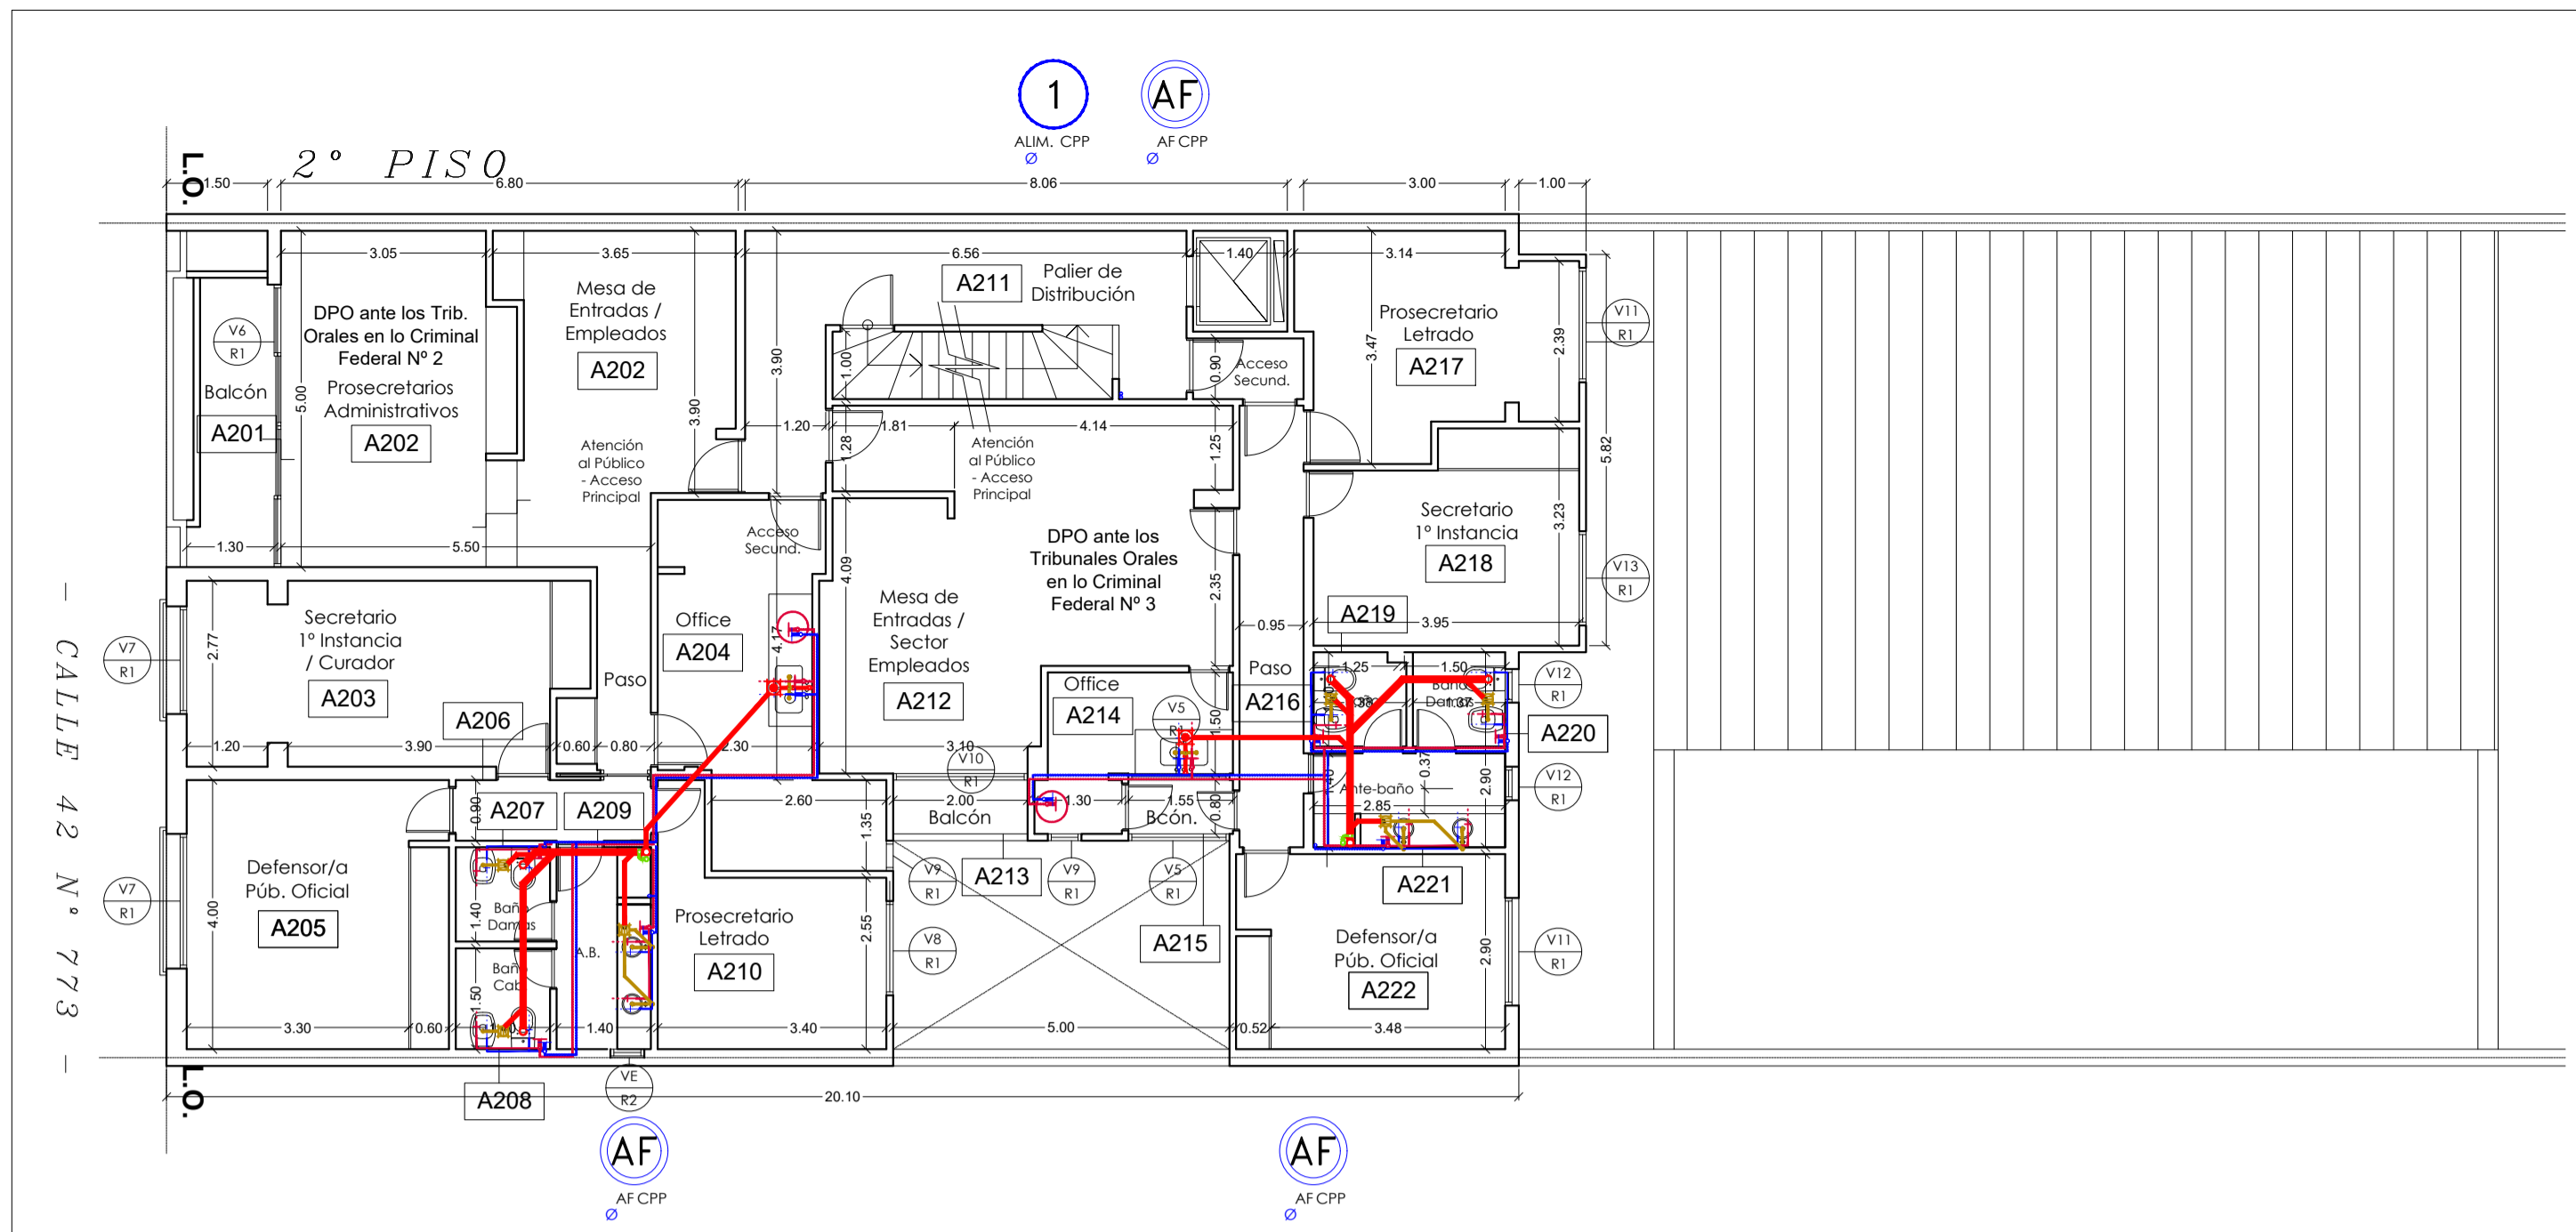 1
AF
ALIM. CPP
Ø
AF CPP
Ø
L.O.
2° PISO
1.50
6.80
8.06
3.00
1.00
3.05
3.65
6.56
1.40
3.14
A211
Palier de
Distribución
Mesa de
Entradas /
Empleados
A202
DPO ante los Trib.
Orales en lo Criminal
Federal Nº 2
Prosecretarios
Administrativos
A202
V6
R1
Balcón
A201
5.00
3.90
3.90
1.00
0.90
Acceso
Secund.
3.47
Prosecretario
Letrado
A217
2.39
V11
R1
5.82
Atención
al Público
- Acceso
Principal
1.20
1.28
1.81
4.14
1.25
Atención
al Público
- Acceso
Principal
1.30
5.50
Acceso
Secund.
4.09
DPO ante los
Tribunales Orales
en lo Criminal
Federal Nº 3
2.35
Secretario
1º Instancia
A218
3.23
V13
R1
A219
3.95
0.95
- CALLE 42 Nº 773 -
V7
R1
2.77
Secretario
1º Instancia
/ Curador
A203
Paso
Office
A204
4.17
Mesa de
Entradas /
Sector
Empleados
A212
Office
A214
V5
1.50
Paso
A216
1.25
1.50
1.37
V12
R1
A220
A206
1.20
3.90
0.60
0.80
2.30
3.10
V10
R1
V12
R1
0.37
2.90
Ante-baño
2.85
0.90
A207
A209
2.60
2.00
1.30
1.55
0.80
Balcón
Bcón.
1.35
V7
R1
4.00
Defensor/a
Púb. Oficial
A205
1.40
Baño
Damas
A.B.
Baño
Cab.
1.50
Prosecretario
Letrado
A210
2.55
V9
R1
A213
V9
R1
V5
R1
V8
R1
A215
A221
Defensor/a
Púb. Oficial
A222
2.90
V11
R1
3.30
0.60
1.40
3.40
5.00
0.52
3.48
L.O.
A208
VE
R2
20.10
AF
AF CPP
Ø
AF
AF CPP
Ø